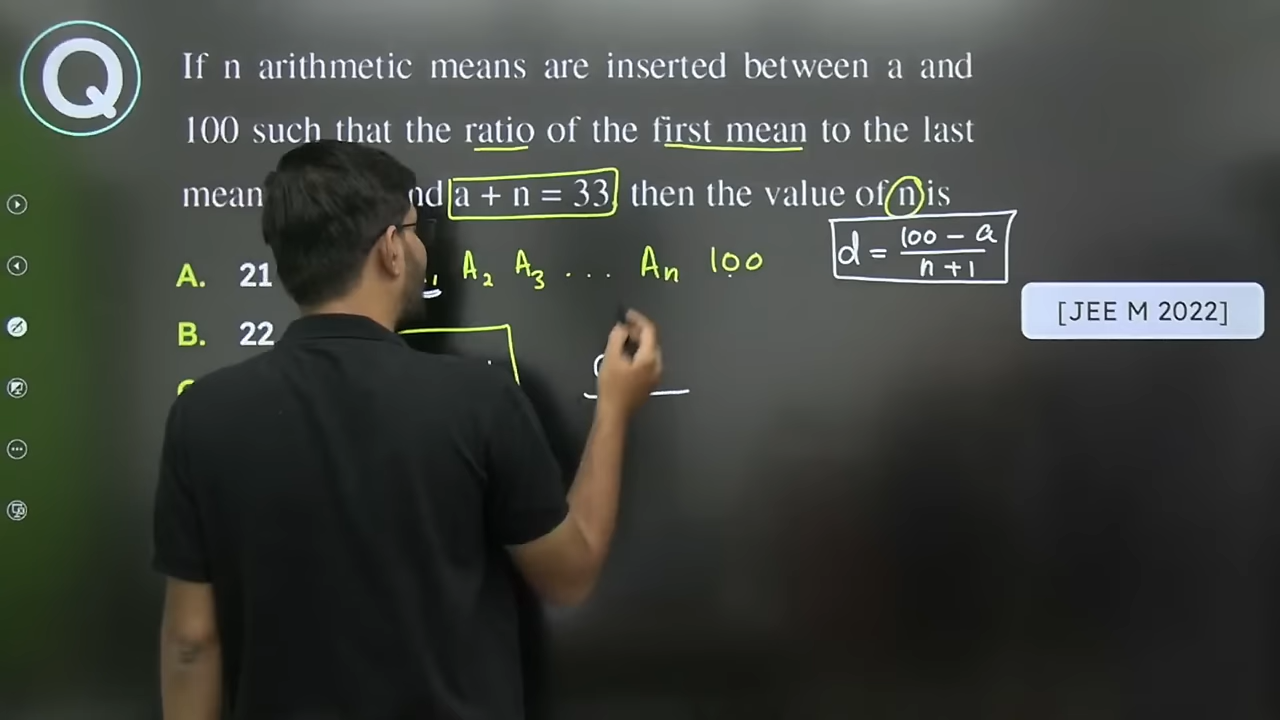 Q
If n arithmetic means are inserted between a and
100 such that the ratio of the first mean to the last
mean nd a + n = 33 then the value of n is
d = 100 - a / n + 1
A. 21 A2 A3 ... An 100
[JEE M 2022]
B. 22